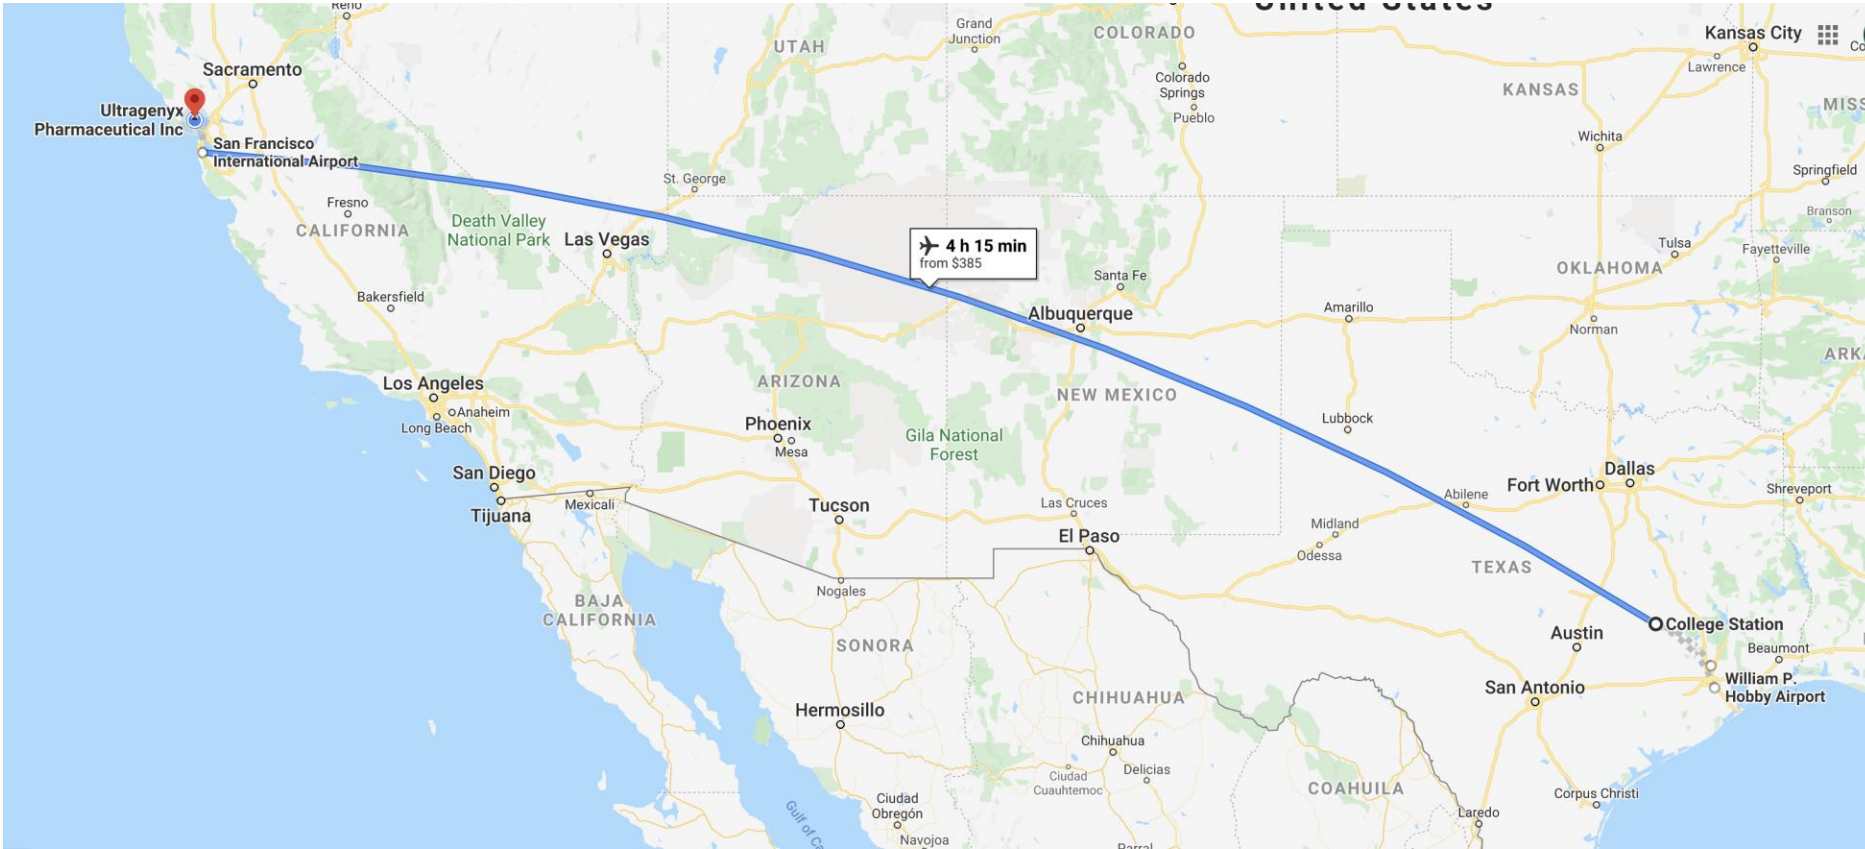 United States
Reno
Grand
Junction
COLORADO
Kansas City
UTAH
Lawrence
Sacramento
Colorado
Springs
KANSAS
Ultragenyx
Pharmaceutical Inc
Pueblo
San Francisco
International Airport
Wichita
St. George
Springfield
Fresno
CALIFORNIA
Death Valley
National Park
Las Vegas
4 h 15 min
from $385
Branson
Tulsa
Fayetteville
OKLAHOMA
Santa Fe
Bakersfield
Albuquerque
Amarillo
Norman
Los Angeles
Anaheim
Long Beach
ARIZONA
NEW MEXICO
Phoenix
Mesa
Gila National
Forest
Lubbock
San Diego
Tijuana
Mexicali
Tucson
Las Cruces
El Paso
Dallas
Fort Worth
Abilene
Shreveport
Midland
Odessa
TEXAS
Nogales
BAJA
CALIFORNIA
SONORA
College Station
Austin
Beaumont
William P.
Hobby Airport
San Antonio
CHIHUAHUA
Hermosillo
Chihuahua
Ciudad
Cuauhtemoc
Delicias
COAHUILA
Corpus Christi
Ciudad
Obregón
Laredo
Navojoa
Parral